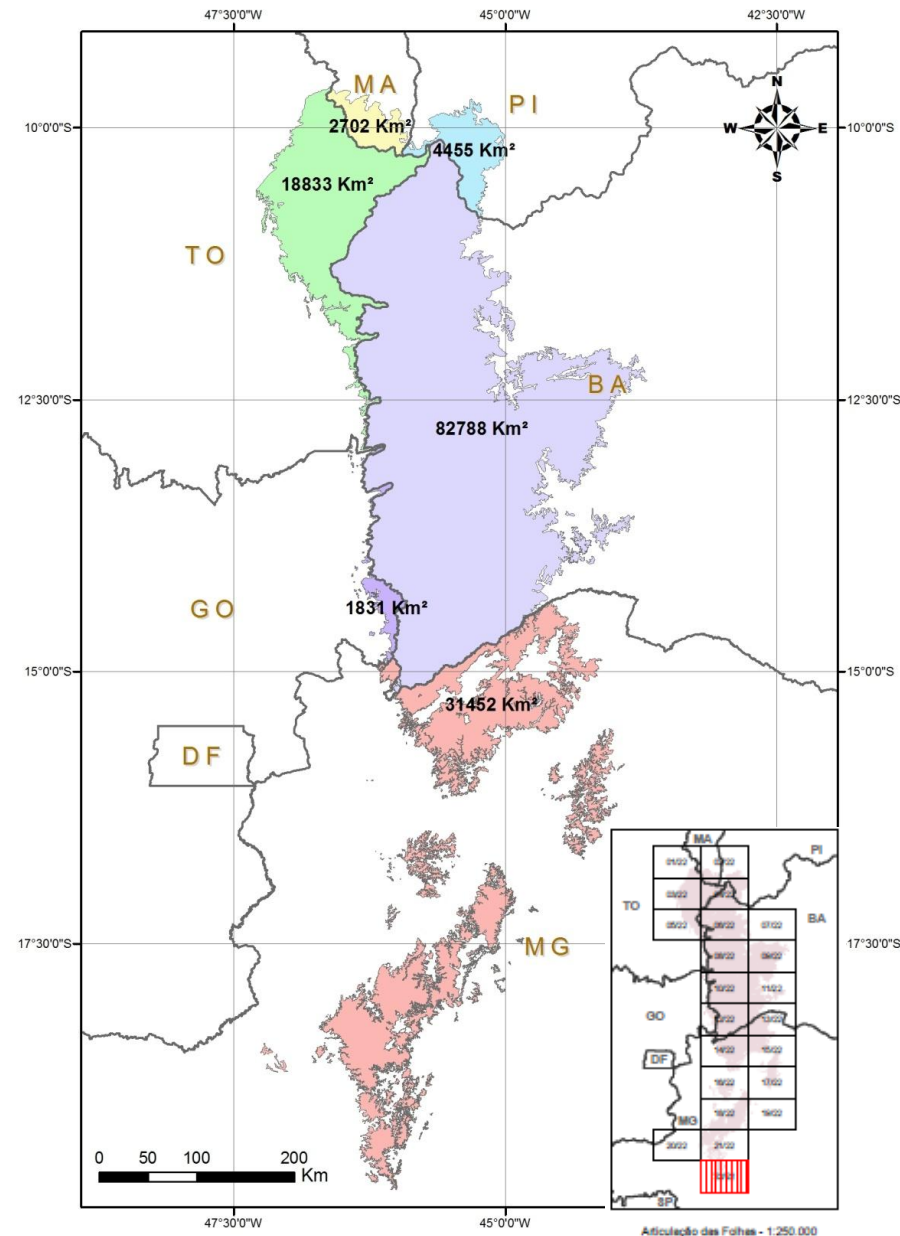 47°30'0"W 45°0'0"W 42°30'0"W
MA
PI
N
W E
S
10°0'0"S 10°0'0"S
2702 Km²
4455 Km²
18833 Km²
TO
BA
12°30'0"S 12°30'0"S
82788 Km²
GO
1831 Km²
15°0'0"S 15°0'0"S
31452 Km²
DF
17°30'0"S 17°30'0"S
MG
0 50 100 200
Km
47°30'0"W 45°0'0"W
MA
PI
01/22 02/22
TO
03/22
BA
05/22 06/22 07/22
08/22 09/22
10/22 11/22
GO
12/22 13/22
DF
14/22 15/22
16/22 17/22
MG
18/22 19/22
20/22 21/22
SP
Articulação das Folhas - 1:250.000